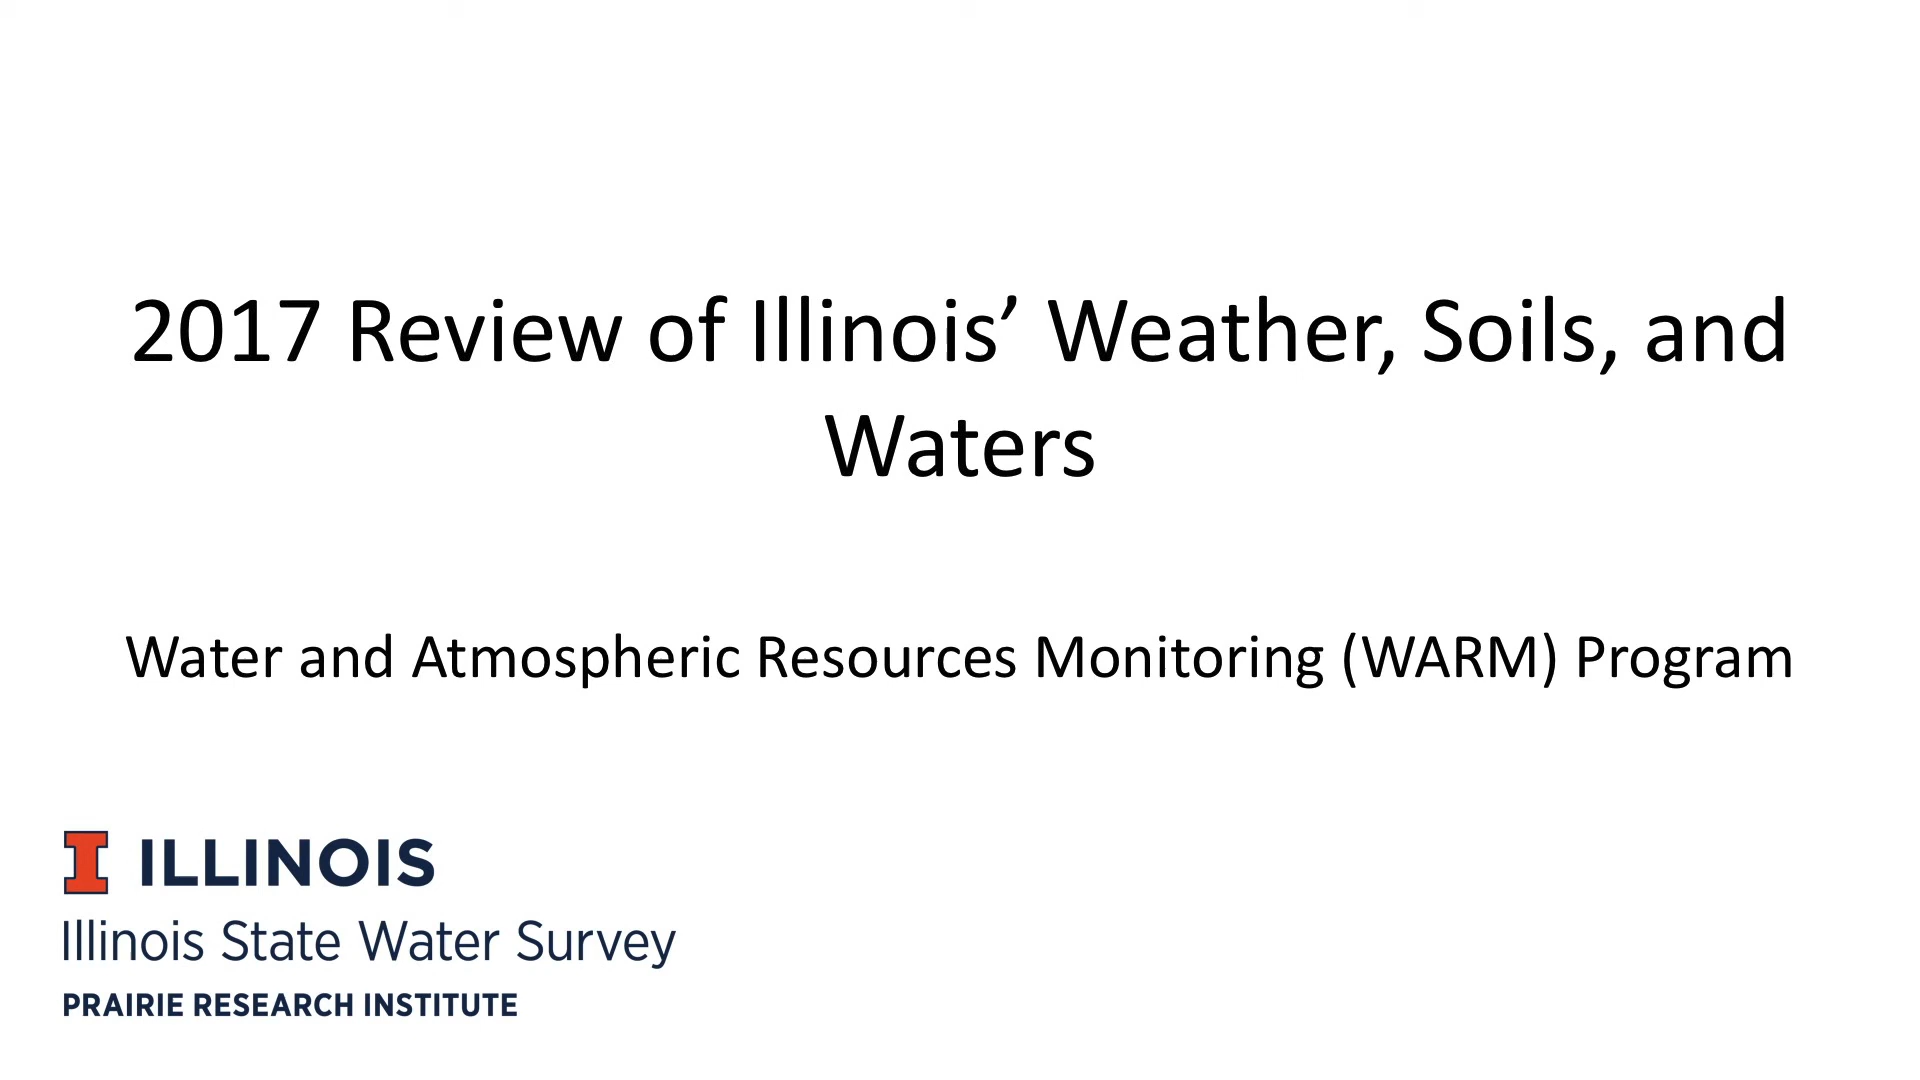 2017 Review of Illinois’ Weather, Soils, and
Waters
Water and Atmospheric Resources Monitoring (WARM) Program
I ILLINOIS
Illinois State Water Survey
PRAIRIE RESEARCH INSTITUTE